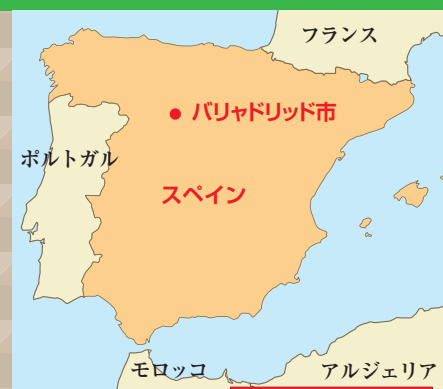 フランス
バリャドリッド市
ポルトガル
スペイン
モロッコ
アルジェリア